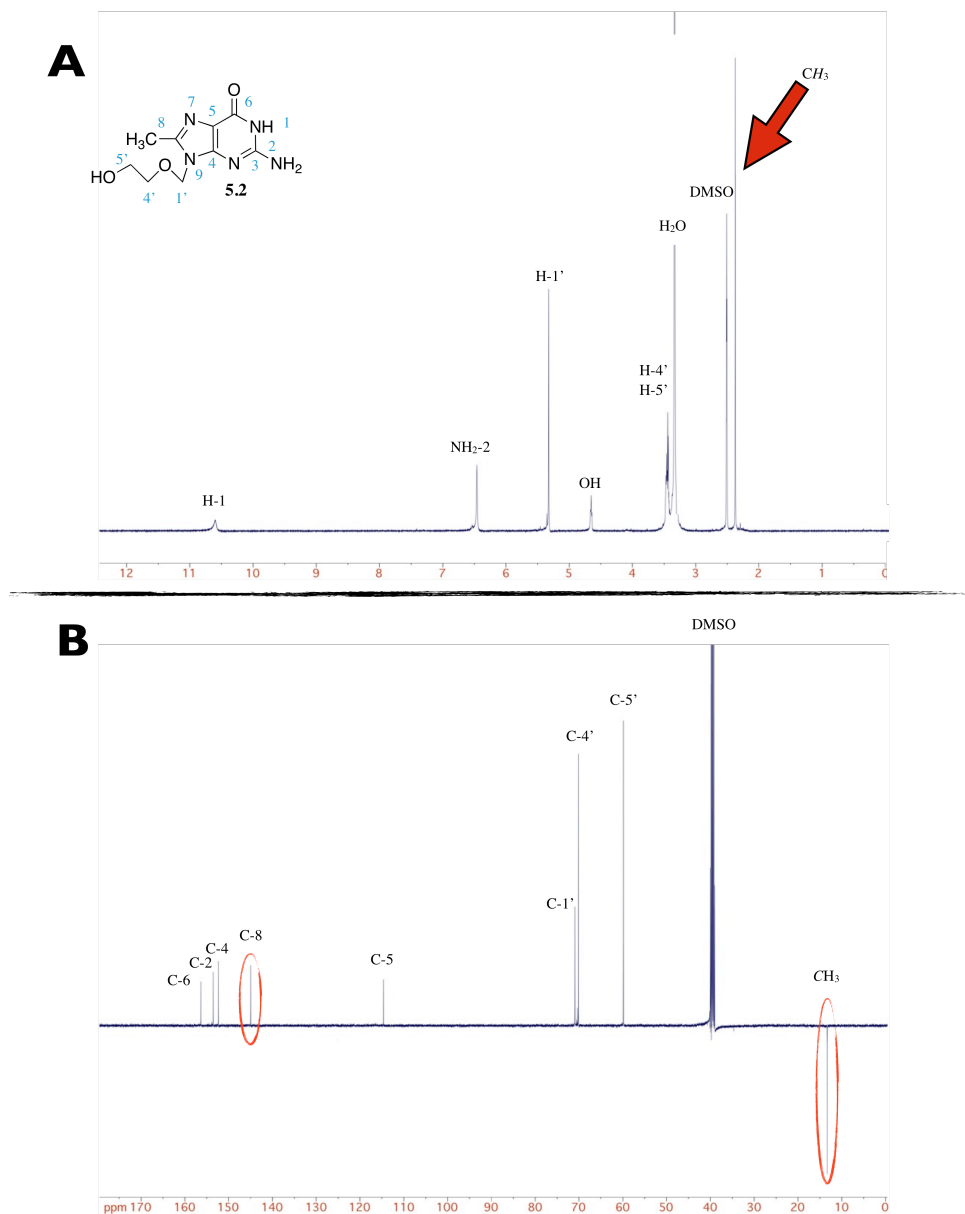 A
O
7
6
5
8
N
NH
1
H₃C
2
5'
O
N
4
N
3
NH₂
HO
9
5.2
4'
1'
CH₃
DMSO
H₂O
H-1'
H-4'
H-5'
NH₂-2
OH
H-1
12 11 10 9 8 7 6 5 4 3 2 1 0
B
DMSO
C-5'
C-4'
C-1'
C-8
C-4
C-2
C-6
C-5
CH₃
ppm 170 160 150 140 130 120 110 100 90 80 70 60 50 40 30 20 10 0